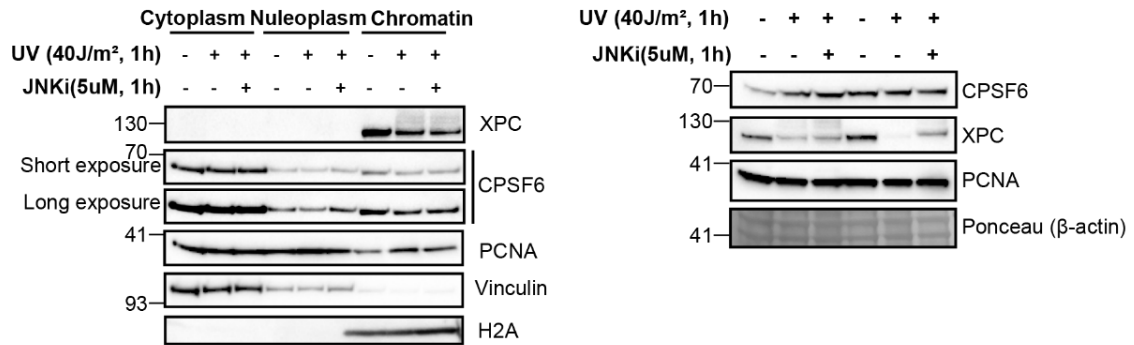 Cytoplasm Nuleoplasm Chromatin
UV (40J/m², 1h) - + + - + + - + +
JNKi(5uM, 1h) - - + - - + - - +
130 XPC
70
Short exposure
CPSF6
Long exposure
41 PCNA
Vinculin
93
H2A
UV (40J/m², 1h) - + + - + +
JNKi(5uM, 1h) - - + - - +
70 CPSF6
130
XPC
41
PCNA
Ponceau (β-actin)
41